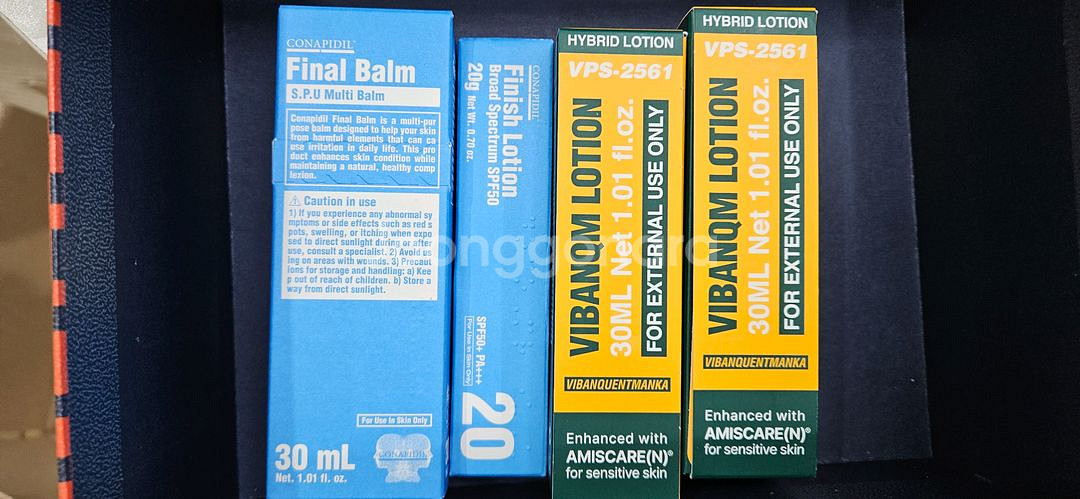 CONAPIDIL
Final Balm
S.P.U Multi Balm
Conapidil Final Balm is a multi-pur
pose balm designed to help your skin
from harmful elements that can ca
use irritation in daily life. This pro
duct enhances skin condition while
maintaining a natural, healthy comp
lezion.
⚠ Caution in use
1) If you experience any abnormal sy
mptoms or side effects such as red s
pots, swelling, or itching when expo
sed to direct sunlight during or after
use, consult a specialist. 2) Avoid us
ing on areas with wounds. 3) Precaut
ions for storage and handling: a) Kee
p out of reach of children. b) Store a
way from direct sunlight.
For Use in Skin Only
30 mL
Net. 1.01 fl. oz.
CONAPIDIL
CONAPIDIL
Finish Lotion
Broad Spectrum SPF50
20g Net Wt. 0.70 oz.
SPF50+ PA+++
For Use in Skin Only
20
HYBRID LOTION
VPS-2561
VIBANQM LOTION
30ML Net 1.01 fl.oz.
FOR EXTERNAL USE ONLY
VIBANQUENTMANKA
Enhanced with
AMISCARE(N)®
for sensitive skin
HYBRID LOTION
VPS-2561
VIBANQM LOTION
30ML Net 1.01 fl.oz.
FOR EXTERNAL USE ONLY
VIBANQUENTMANKA
Enhanced with
AMISCARE(N)®
for sensitive skin